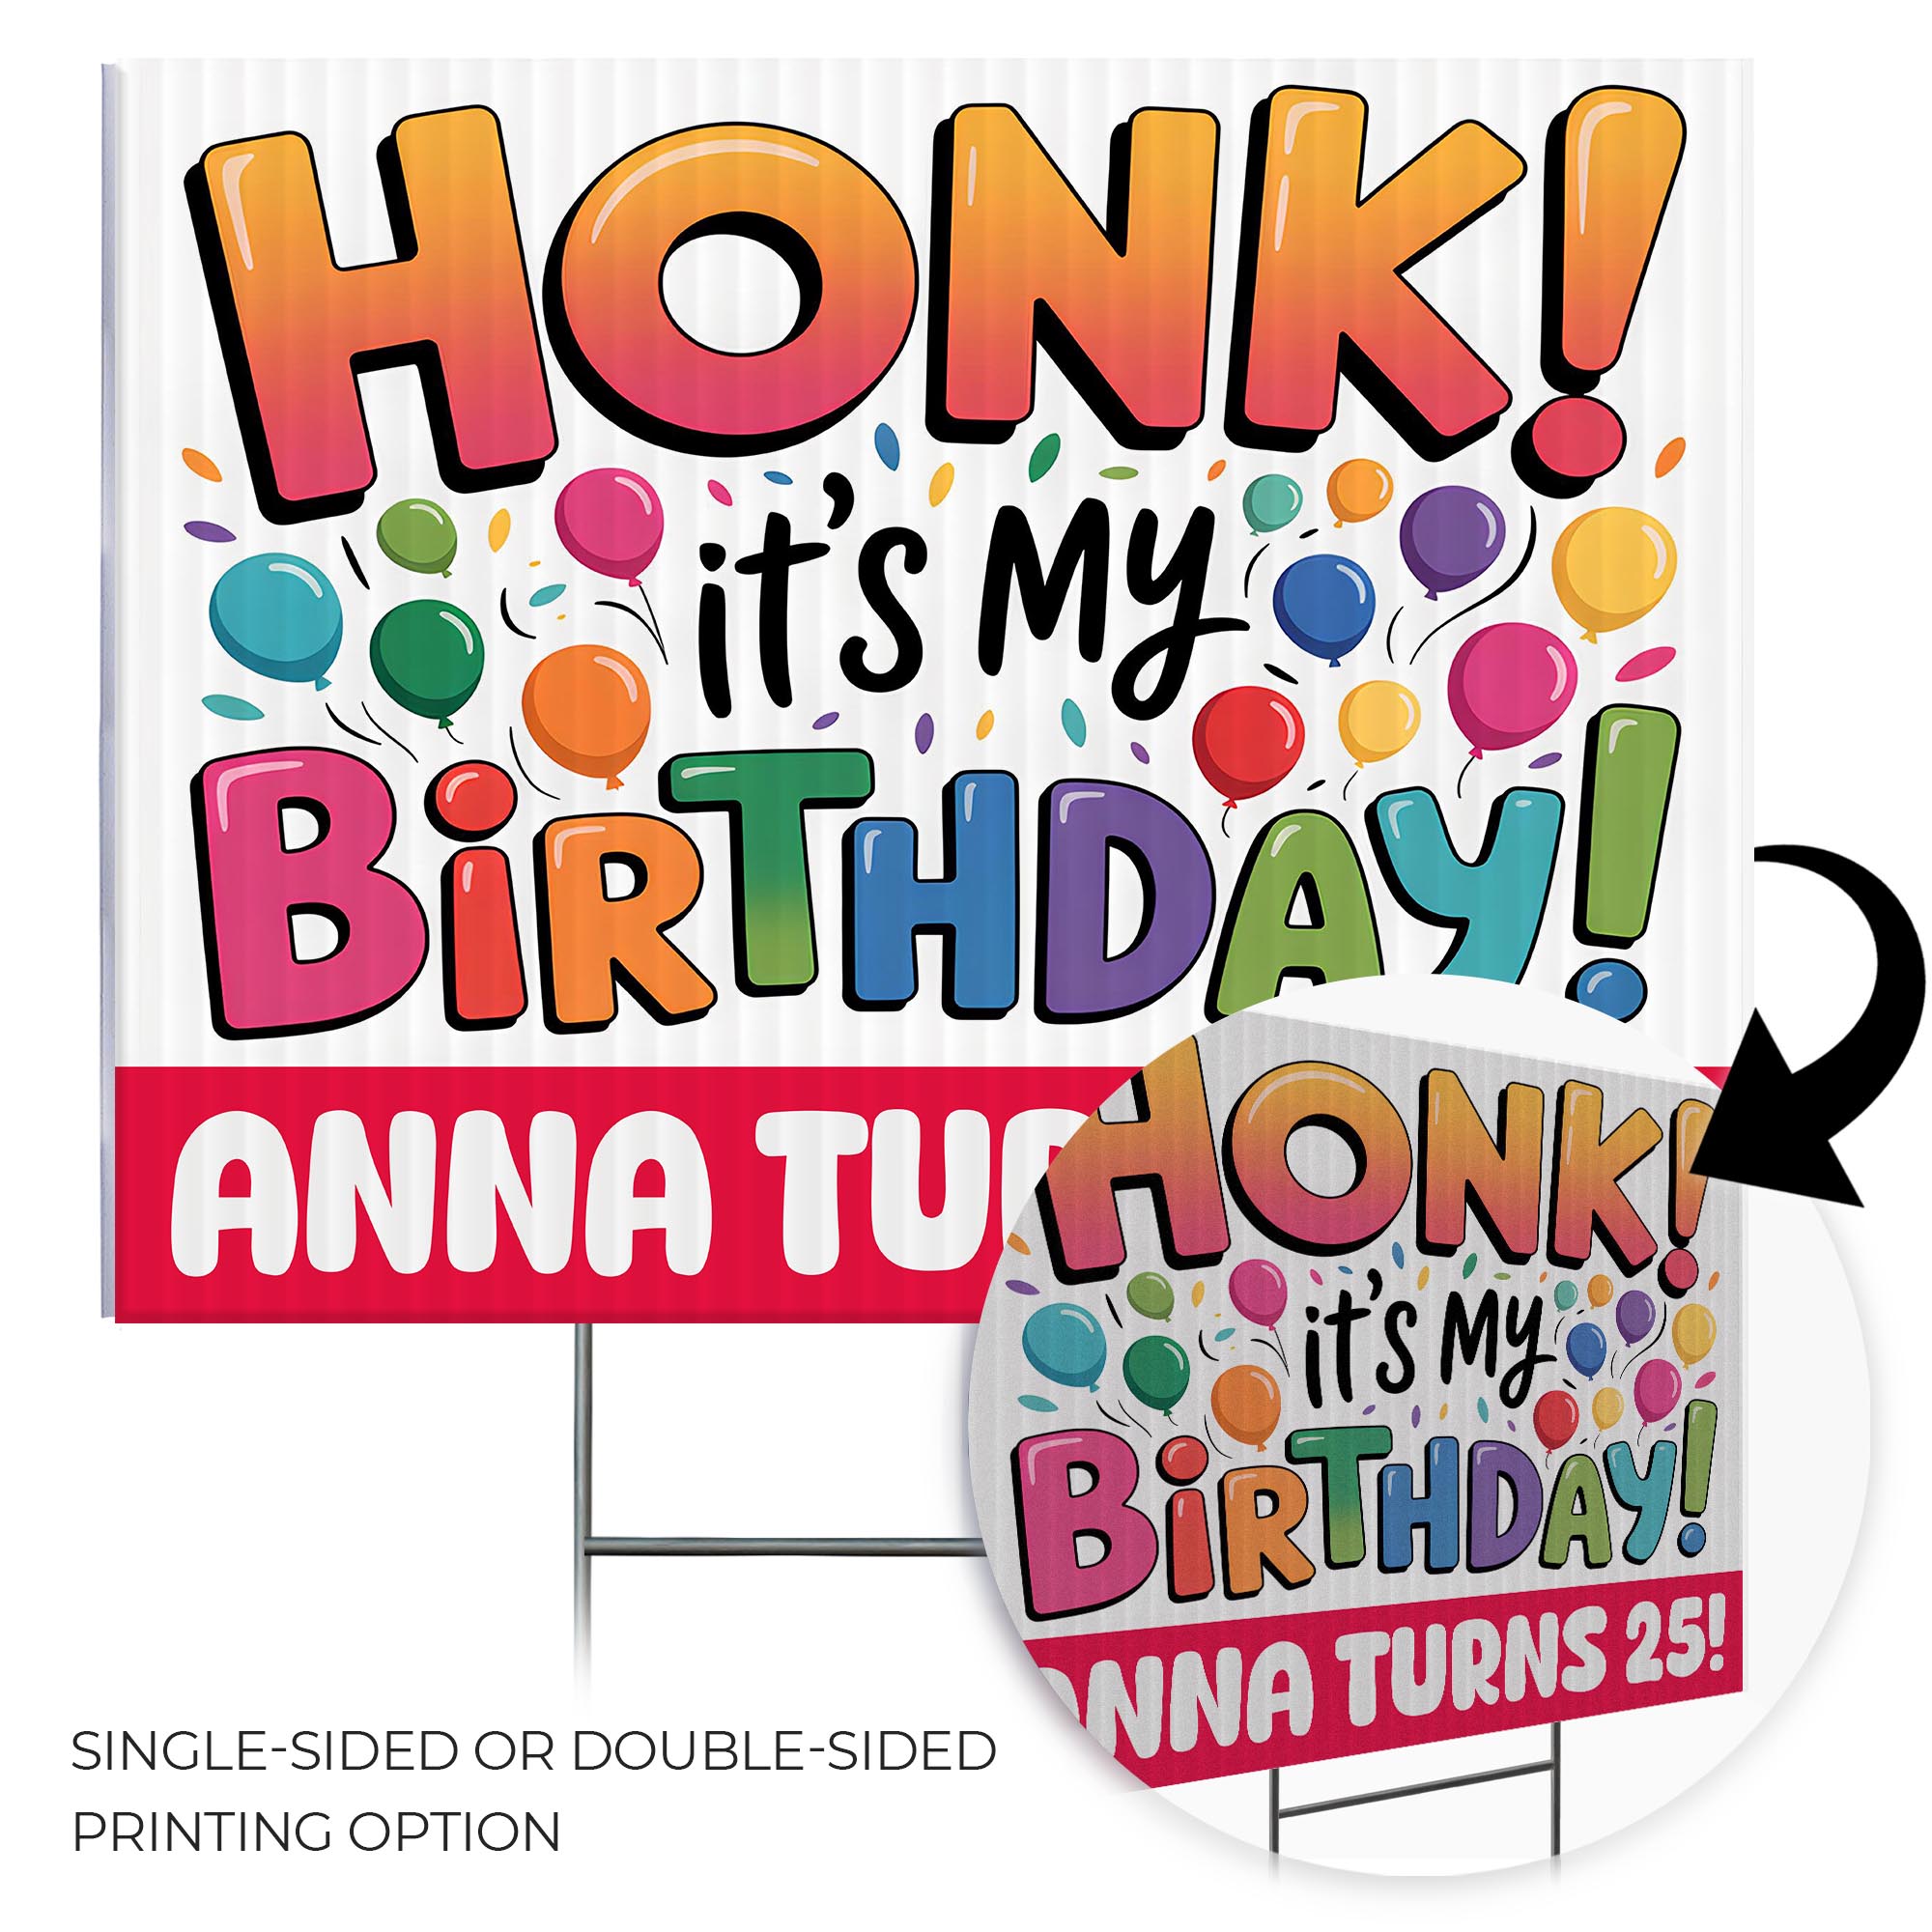 HONK!
it's My
BiRTHDAY!
ANNA TUR
HONK!
it's My
BiRTHDAY!
ANNA TURNS 25!
SINGLE-SIDED OR DOUBLE-SIDED
PRINTING OPTION